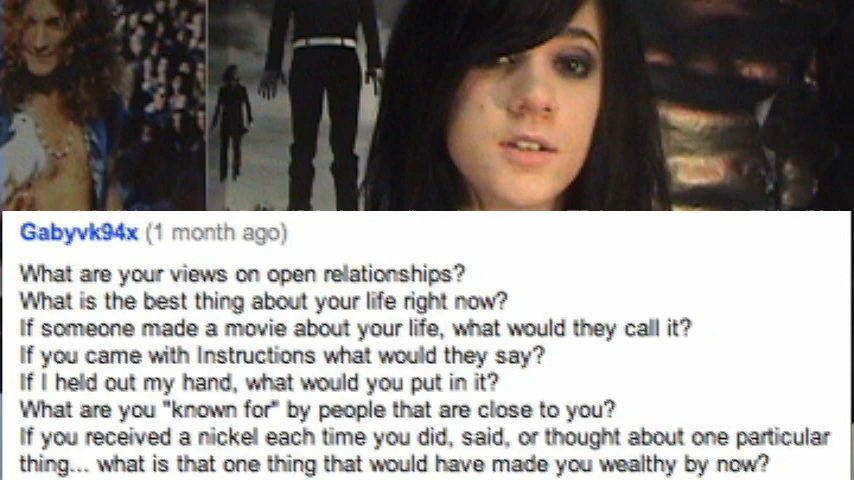 Gabyvk94x (1 month ago)
What are your views on open relationships?
What is the best thing about your life right now?
If someone made a movie about your life, what would they call it?
If you came with Instructions what would they say?
If I held out my hand, what would you put in it?
What are you "known for" by people that are close to you?
If you received a nickel each time you did, said, or thought about one particular
thing... what is that one thing that would have made you wealthy by now?